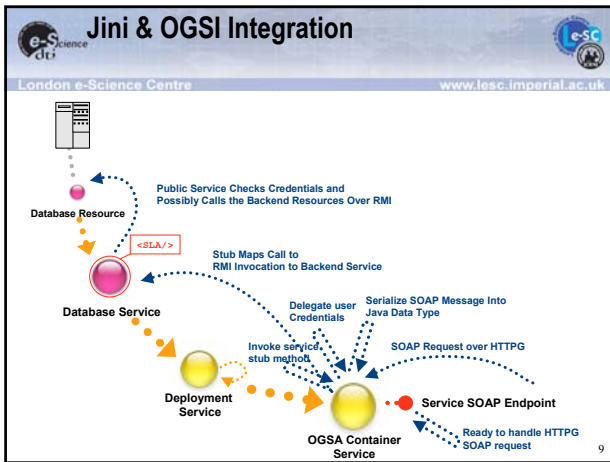 e-Science
dti
Jini & OGSI Integration
e-SC
London e-Science Centre
www.lesc.imperial.ac.uk
Public Service Checks Credentials and
Possibly Calls the Backend Resources Over RMI
Database Resource
<SLA/>
Stub Maps Call to
RMI Invocation to Backend Service
Database Service
Delegate user
Credentials
Serialize SOAP Message Into
Java Data Type
Invoke service
stub method
SOAP Request over HTTPG
Deployment
Service
Service SOAP Endpoint
OGSA Container
Service
Ready to handle HTTPG
SOAP request
9